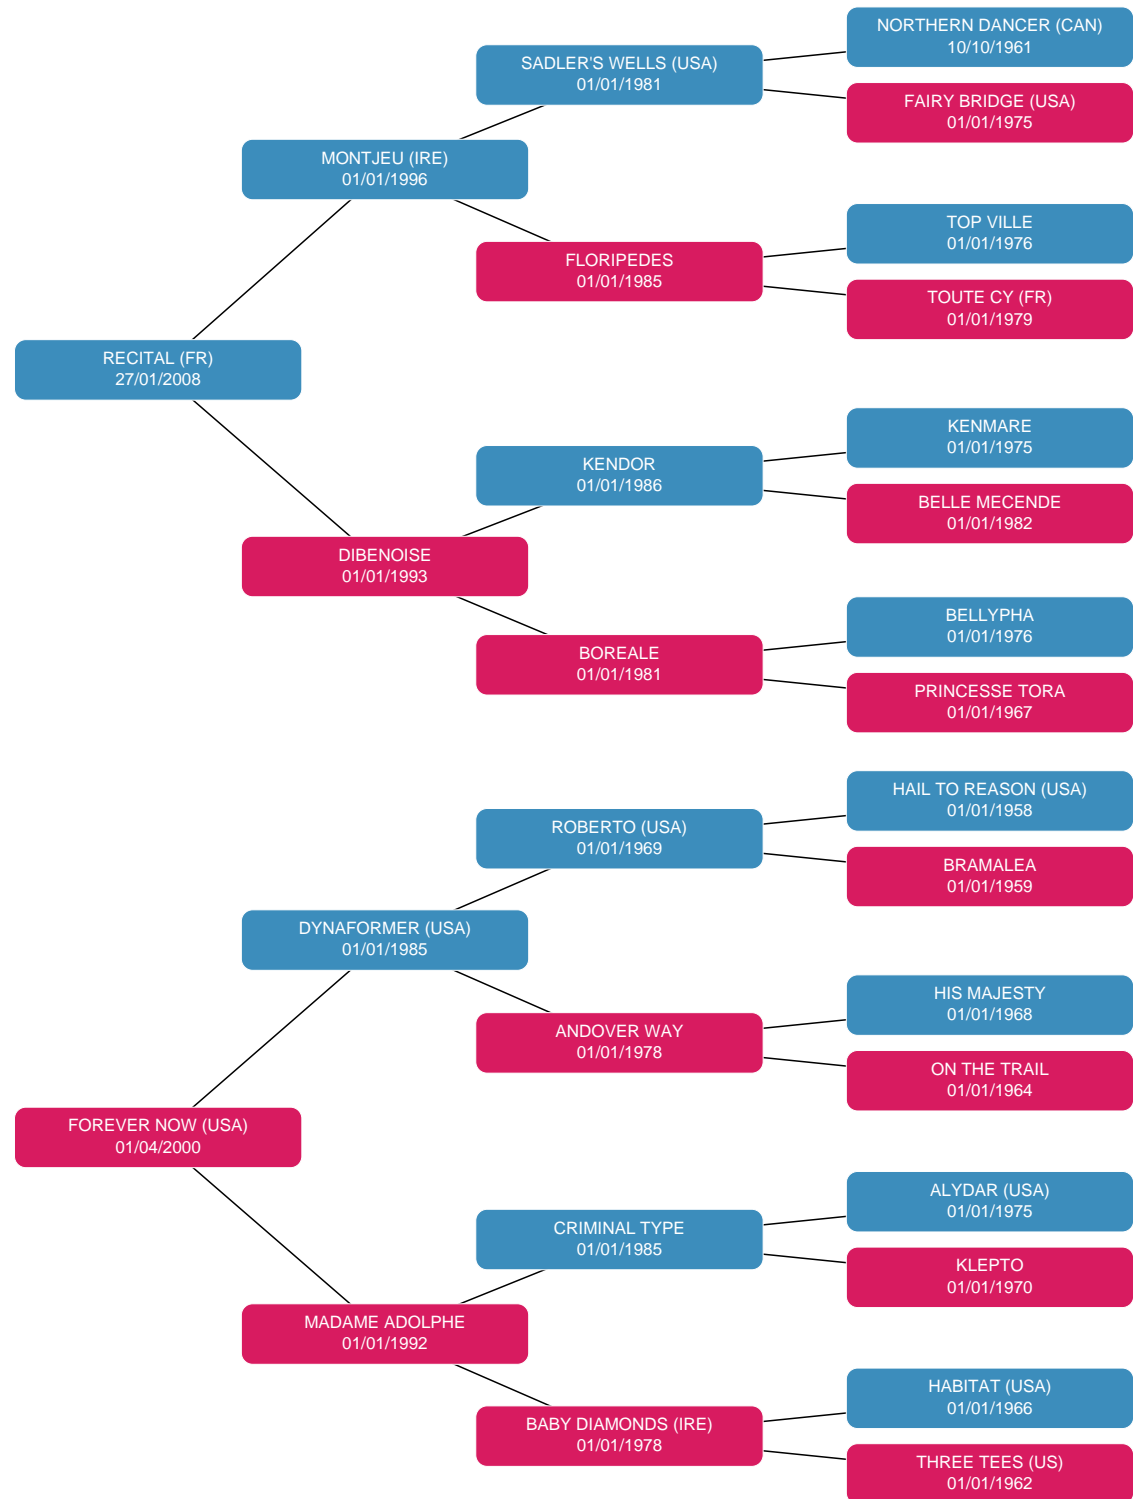 NORTHERN DANCER (CAN)
10/10/1961
SADLER'S WELLS (USA)
01/01/1981
FAIRY BRIDGE (USA)
01/01/1975
MONTJEU (IRE)
01/01/1996
TOP VILLE
01/01/1976
FLORIPEDES
01/01/1985
TOUTE CY (FR)
01/01/1979
RECITAL (FR)
27/01/2008
KENMARE
01/01/1975
KENDOR
01/01/1986
BELLE MECENDE
01/01/1982
DIBENOISE
01/01/1993
BELLYPHA
01/01/1976
BOREALE
01/01/1981
PRINCESSE TORA
01/01/1967
HAIL TO REASON (USA)
01/01/1958
ROBERTO (USA)
01/01/1969
BRAMALEA
01/01/1959
DYNAFORMER (USA)
01/01/1985
HIS MAJESTY
01/01/1968
ANDOVER WAY
01/01/1978
ON THE TRAIL
01/01/1964
FOREVER NOW (USA)
01/04/2000
ALYDAR (USA)
01/01/1975
CRIMINAL TYPE
01/01/1985
KLEPTO
01/01/1970
MADAME ADOLPHE
01/01/1992
HABITAT (USA)
01/01/1966
BABY DIAMONDS (IRE)
01/01/1978
THREE TEES (US)
01/01/1962